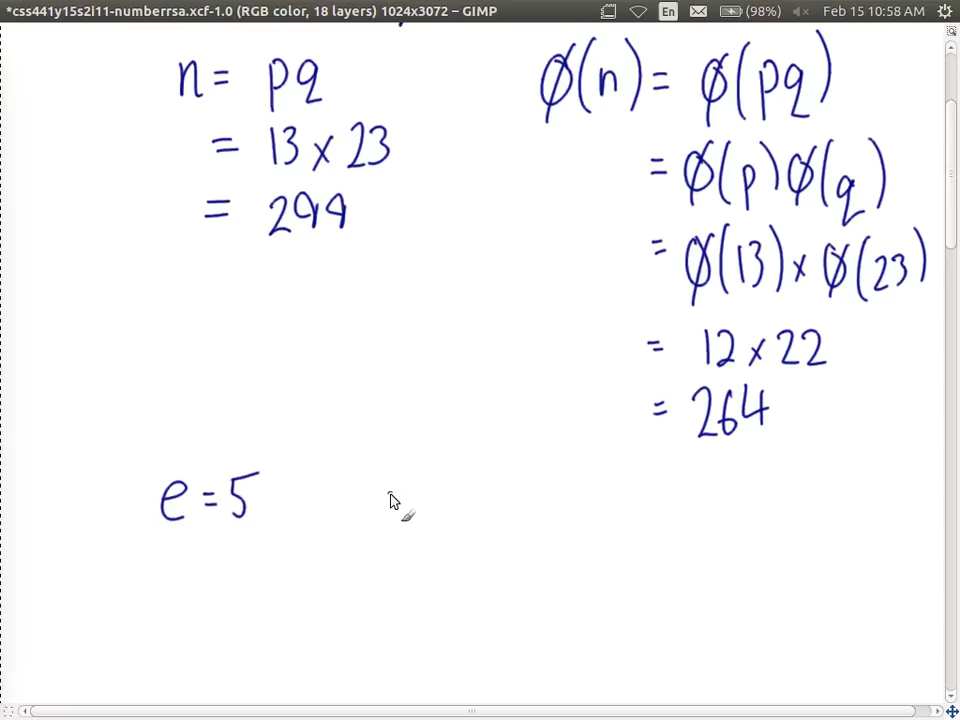 *css441y15s2i11-numberrsa.xcf-1.0 (RGB color, 18 layers) 1024x3072 – GIMP
En (98%) Feb 15 10:58 AM
n = pq
= 13 x 23
= 299
ø(n) = ø(pq)
= ø(p)ø(q)
= ø(13) x ø(23)
= 12 x 22
= 264
e = 5